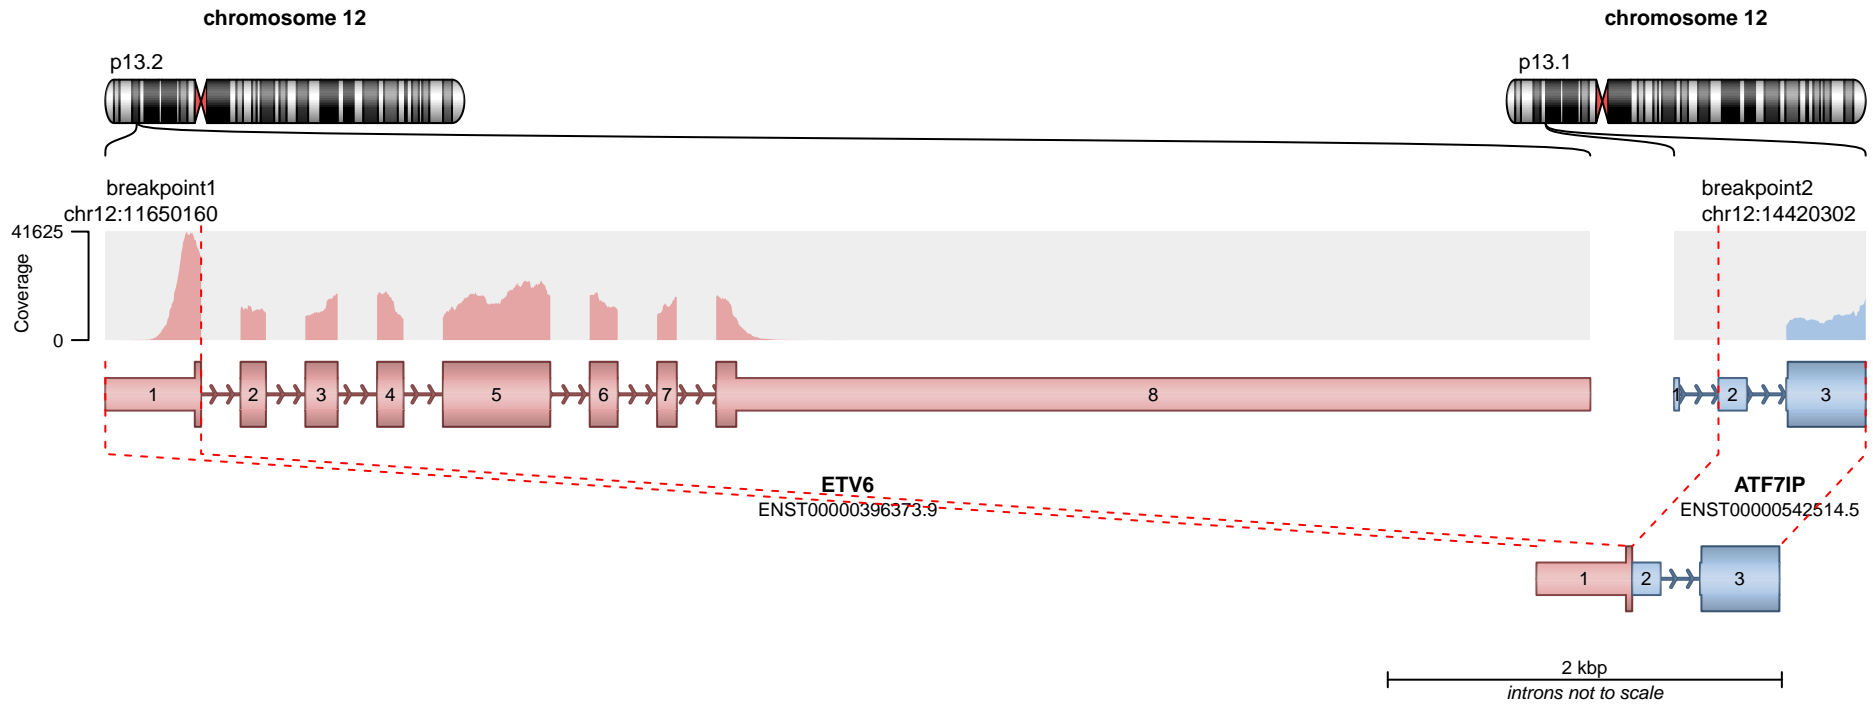 chromosome 12
chromosome 12
p13.2
p13.1
breakpoint1
chr12:11650160
breakpoint2
chr12:14420302
41625
Coverage
0
1 2 3 4 5 6 7 8
1 2 3
ETV6
ENST00000396373.9
ATF7IP
ENST00000542514.5
1 2 3
2 kbp
introns not to scale